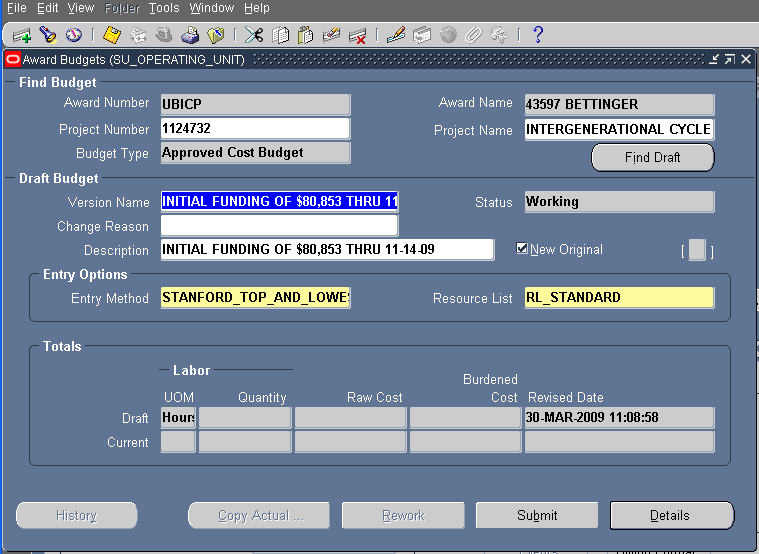 File Edit View Folder Tools Window Help
Award Budgets (SU_OPERATING_UNIT)
Find Budget
Award Number UBICP Award Name 43597 BETTINGER
Project Number 1124732 Project Name INTERGENERATIONAL CYCLE
Budget Type Approved Cost Budget Find Draft
Draft Budget
Version Name INITIAL FUNDING OF $80,853 THRU 11 Status Working
Change Reason
Description INITIAL FUNDING OF $80,853 THRU 11-14-09 New Original [ ]
Entry Options
Entry Method STANFORD_TOP_AND_LOWES Resource List RL_STANDARD
Totals
Labor
Burdened
UOM Quantity Raw Cost Cost Revised Date
Draft Hours 30-MAR-2009 11:08:58
Current
History Copy Actual ... Rework Submit Details